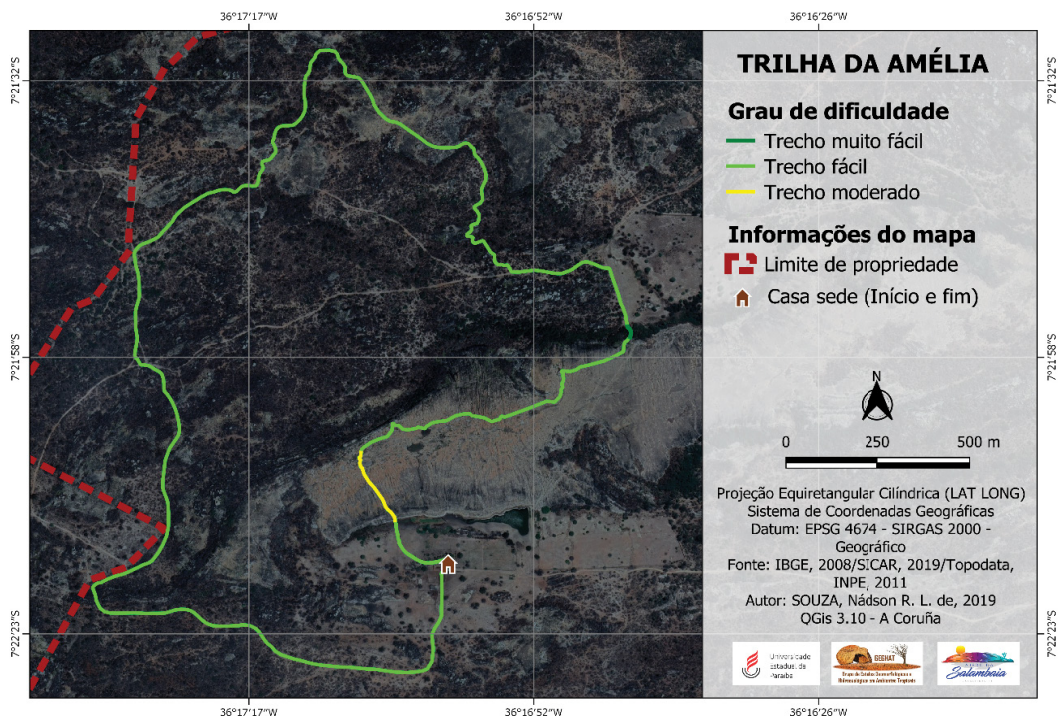 36°17'17"W 36°16'52"W 36°16'26"W
7°21'32"S 7°21'32"S
7°21'58"S 7°21'58"S
7°22'23"S 7°22'23"S
36°17'17"W 36°16'52"W 36°16'26"W
TRILHA DA AMÉLIA
Grau de dificuldade
Trecho muito fácil
Trecho fácil
Trecho moderado
Informações do mapa
Limite de propriedade
Casa sede (Início e fim)
N
0 250 500 m
Projeção Equiretangular Cilíndrica (LAT LONG)
Sistema de Coordenadas Geográficas
Datum: EPSG 4674 - SIRGAS 2000 -
Geográfico
Fonte: IBGE, 2008/SICAR, 2019/Topodata,
INPE, 2011
Autor: SOUZA, Nádson R. L. de, 2019
QGis 3.10 - A Coruña
Universidade
Estadual da
Paraíba
Salambaia